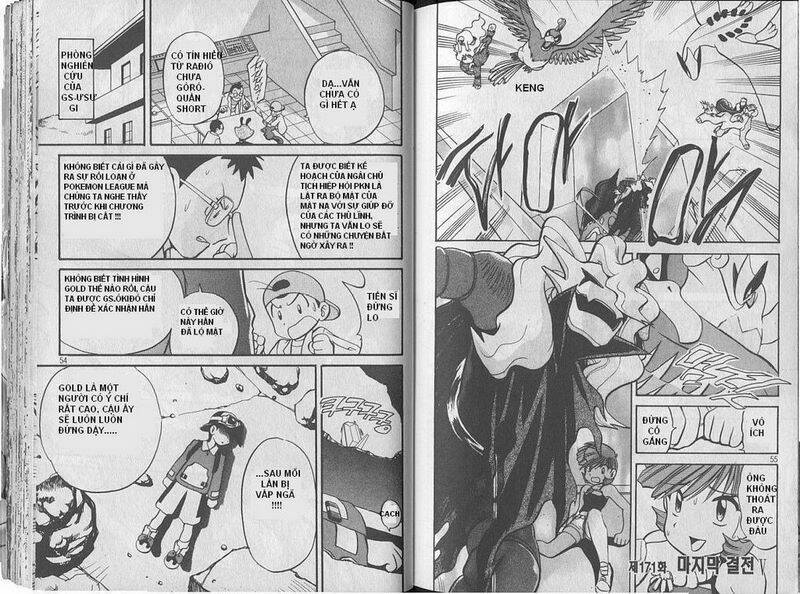 PHÒNG
NGHIÊN
CỨU
CỦA
GS-ƯSU
GI
CÓ TÍN HIỆU
TỪ RAĐIÔ
CHƯA
GÔRÔ-
QUÂN
SHORT
DẠ...VẪN
CHƯA CÓ
GÌ HẾT Ạ
KHÔNG BIẾT CÁI GÌ ĐÃ GÂY
RA SỰ RỐI LOẠN Ở
POKEMON LEAGUE MÀ
CHÚNG TA NGHE THẤY
TRƯỚC KHI CHƯƠNG
TRÌNH BỊ CẮT !!!
TA ĐƯỢC BIẾT KẾ
HOẠCH CỦA NGÀI CHỦ
TỊCH HIỆP HỘI PKN LÀ
LẬT RA BỘ MẶT CỦA
MẶT NẠ VỚI SỰ GIÚP ĐỠ
CỦA CÁC THỦ LĨNH,
NHƯNG TA VẪN LO SẼ
CÓ NHỮNG CHUYỆN BẤT
NGỜ XẢY RA !!
KHÔNG BIẾT TÌNH HÌNH
GOLD THẾ NÀO RỒI, CẬU
TA ĐƯỢC GS.ÔKIĐÔ CHỈ
ĐỊNH ĐỂ XÁC NHẬN HẮN
CÓ THỂ GIỜ
NÀY HẮN
ĐÃ LỘ MẶT
TIẾN SĨ
ĐỪNG
LO
54
GOLD LÀ MỘT
NGƯỜI CÓ Ý CHÍ
RẤT CAO, CẬU ẤY
SẼ LUÔN LUÔN
ĐỨNG DẬY.....
...SAU MỖI
LẦN BỊ
VẤP NGÃ
!!!!
CẠCH
KENG
ĐỪNG
CỐ
GẮNG
VÔ
ÍCH
55
ÔNG
KHÔNG
THOÁT
RA
ĐƯỢC
ĐÂU
제171화 마지막 결전 Ⅳ